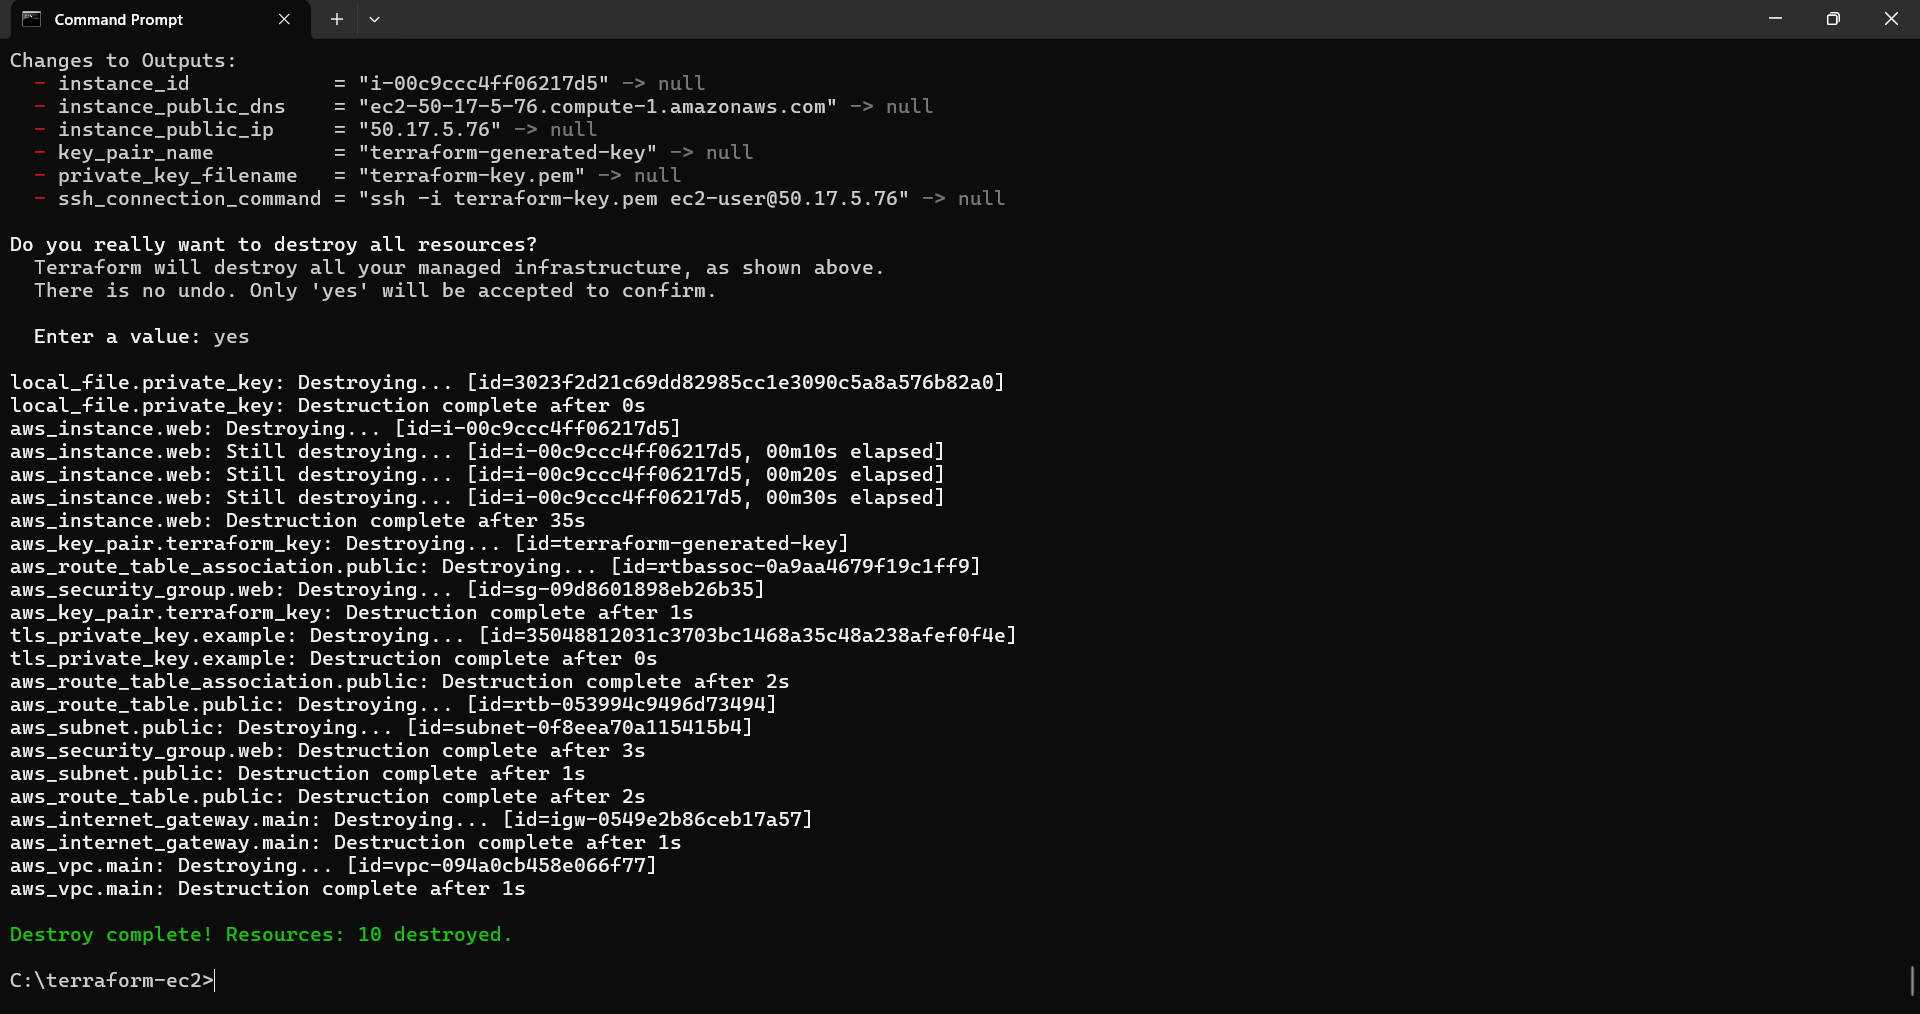 Command Prompt
Changes to Outputs:
  - instance_id            = "i-00c9ccc4ff06217d5" -> null
  - instance_public_dns    = "ec2-50-17-5-76.compute-1.amazonaws.com" -> null
  - instance_public_ip     = "50.17.5.76" -> null
  - key_pair_name          = "terraform-generated-key" -> null
  - private_key_filename   = "terraform-key.pem" -> null
  - ssh_connection_command = "ssh -i terraform-key.pem ec2-user@50.17.5.76" -> null
Do you really want to destroy all resources?
  Terraform will destroy all your managed infrastructure, as shown above.
  There is no undo. Only 'yes' will be accepted to confirm.
  Enter a value: yes
local_file.private_key: Destroying... [id=3023f2d21c69dd82985cc1e3090c5a8a576b82a0]
local_file.private_key: Destruction complete after 0s
aws_instance.web: Destroying... [id=i-00c9ccc4ff06217d5]
aws_instance.web: Still destroying... [id=i-00c9ccc4ff06217d5, 00m10s elapsed]
aws_instance.web: Still destroying... [id=i-00c9ccc4ff06217d5, 00m20s elapsed]
aws_instance.web: Still destroying... [id=i-00c9ccc4ff06217d5, 00m30s elapsed]
aws_instance.web: Destruction complete after 35s
aws_key_pair.terraform_key: Destroying... [id=terraform-generated-key]
aws_route_table_association.public: Destroying... [id=rtbassoc-0a9aa4679f19c1ff9]
aws_security_group.web: Destroying... [id=sg-09d8601898eb26b35]
aws_key_pair.terraform_key: Destruction complete after 1s
tls_private_key.example: Destroying... [id=35048812031c3703bc1468a35c48a238afef0f4e]
tls_private_key.example: Destruction complete after 0s
aws_route_table_association.public: Destruction complete after 2s
aws_route_table.public: Destroying... [id=rtb-053994c9496d73494]
aws_subnet.public: Destroying... [id=subnet-0f8eea70a115415b4]
aws_security_group.web: Destruction complete after 3s
aws_subnet.public: Destruction complete after 1s
aws_route_table.public: Destruction complete after 2s
aws_internet_gateway.main: Destroying... [id=igw-0549e2b86ceb17a57]
aws_internet_gateway.main: Destruction complete after 1s
aws_vpc.main: Destroying... [id=vpc-094a0cb458e066f77]
aws_vpc.main: Destruction complete after 1s
Destroy complete! Resources: 10 destroyed.
C:\terraform-ec2>